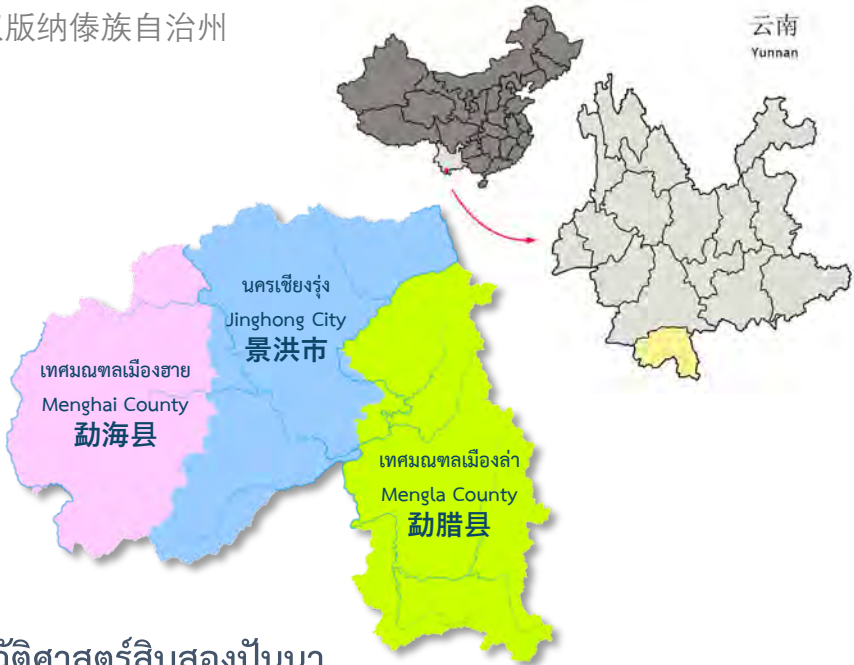 版纳傣族自治州
云南
Yunnan
นครเชียงรุ่ง
Jinghong City
景洪市
เทศมณฑลเมืองฮาย
Menghai County
勐海县
เทศมณฑลเมืองล่า
Mengla County
勐腊县